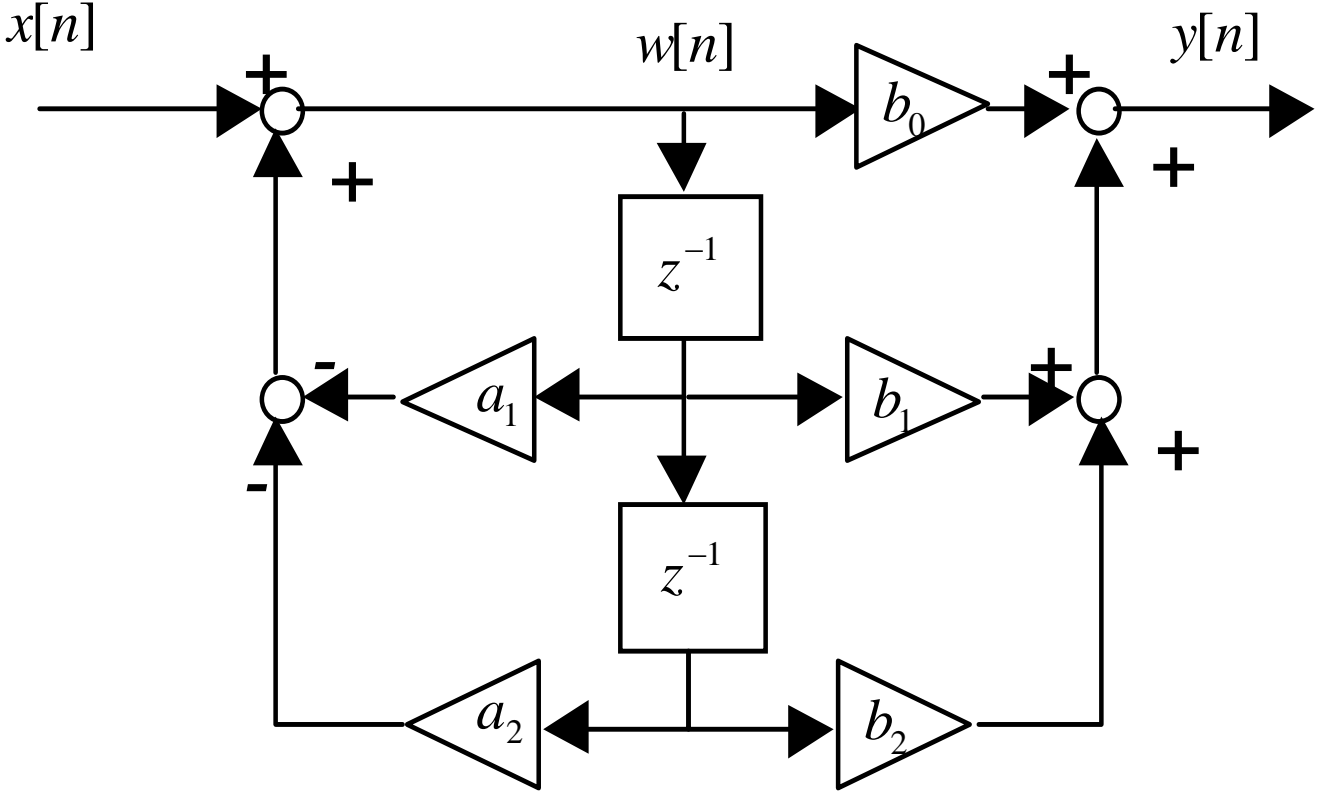 x[n] w[n] y[n]
+ +
b₀
+ +
z⁻¹
- a₁ b₁ +
- +
z⁻¹
a₂ b₂